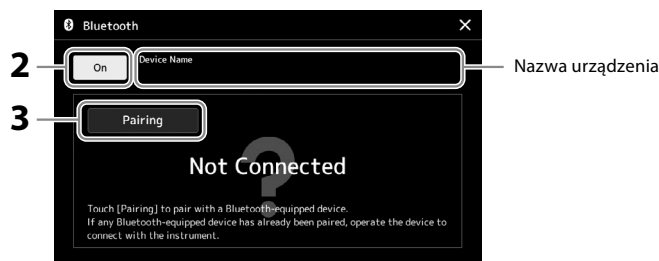 Bluetooth
2
On
Device Name
Nazwa urządzenia
3
Pairing
Not Connected
Touch [Pairing] to pair with a Bluetooth-equipped device.
If any Bluetooth-equipped device has already been paired, operate the device to
connect with the instrument.